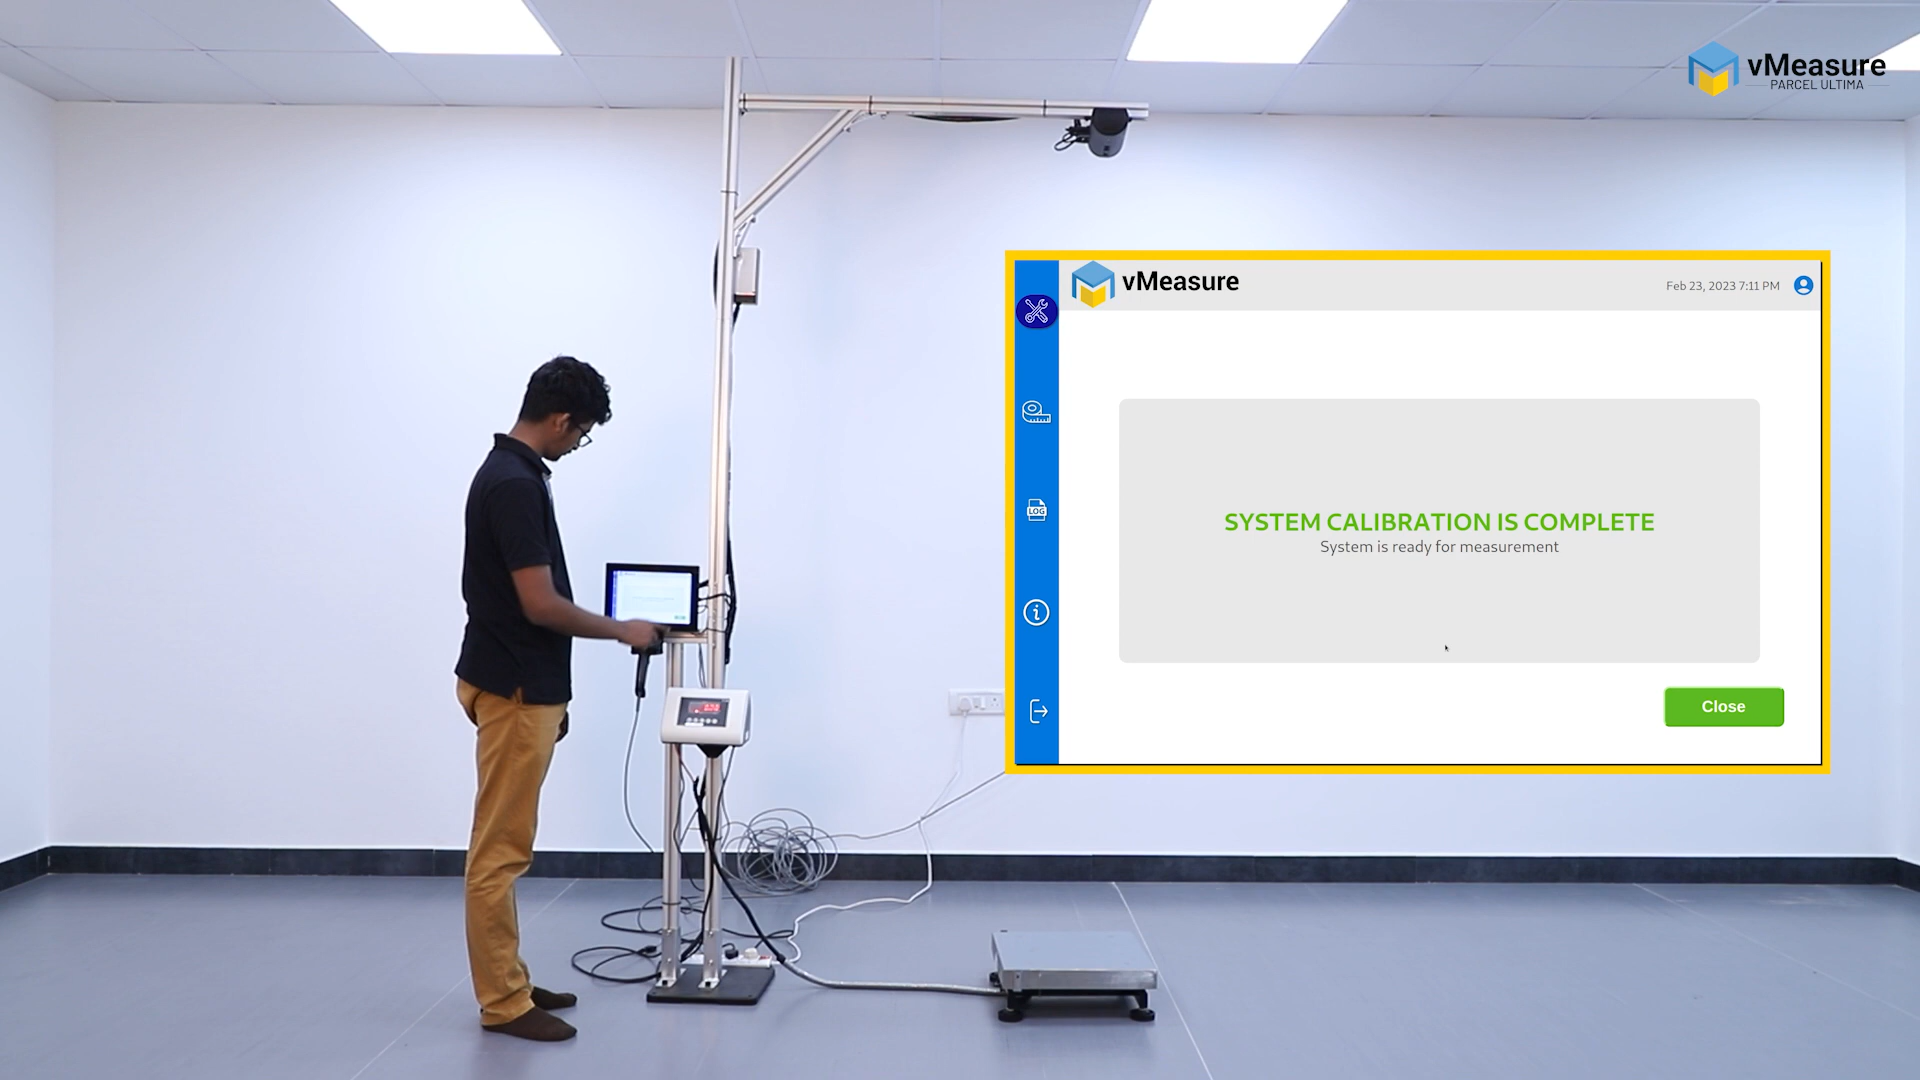 vMeasure
PARCEL ULTIMA
vMeasure
Feb 23, 2023 7:11 PM
LOG
SYSTEM CALIBRATION IS COMPLETE
System is ready for measurement
Close